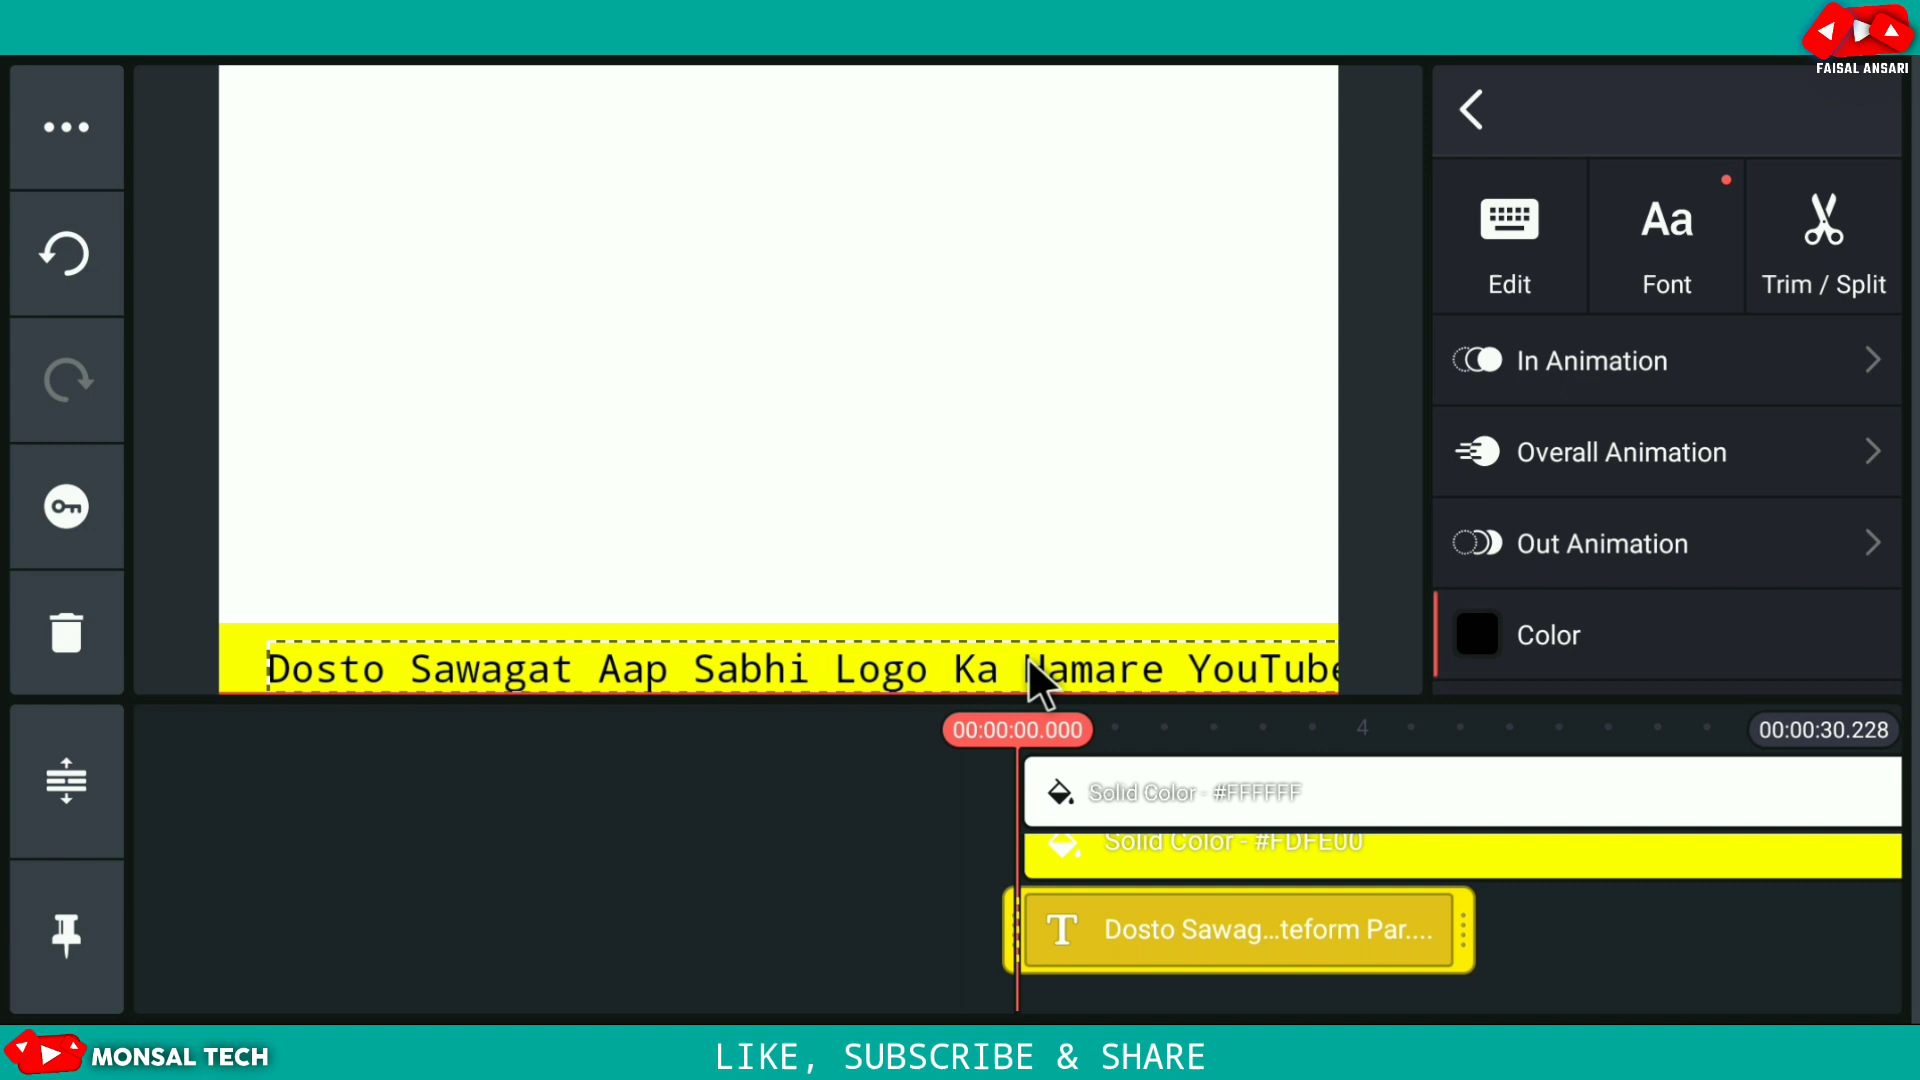 FAISAL ANSARI
Edit
Font
Aa
Trim / Split
In Animation
Overall Animation
Out Animation
Color
Dosto Sawagat Aap Sabhi Logo Ka Hamare YouTube
00:00:00.000
4
00:00:30.228
Solid Color - #FFFFFF
Solid Color - #FDFE00
T
Dosto Sawag...teform Par....
MONSAL TECH
LIKE, SUBSCRIBE & SHARE